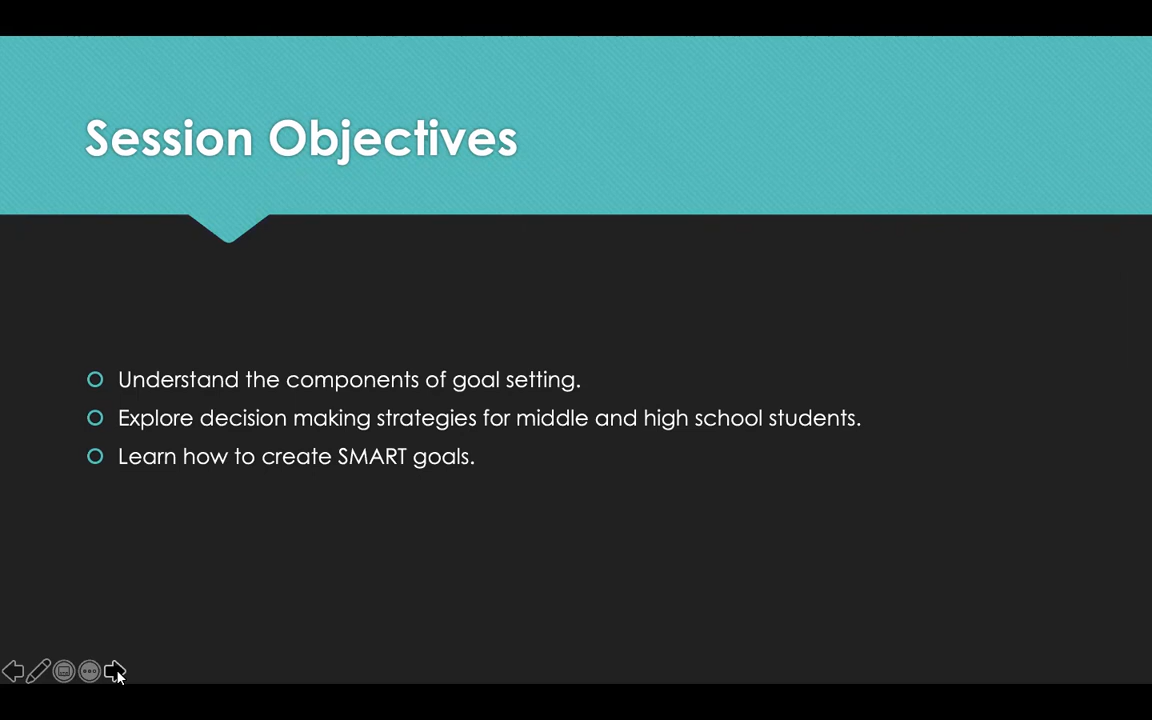 Session Objectives
Understand the components of goal setting.
Explore decision making strategies for middle and high school students.
Learn how to create SMART goals.